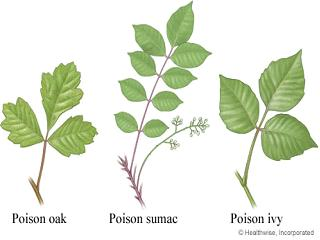 Poison oak
Poison sumac
Poison ivy
© Healthwise, Incorporated